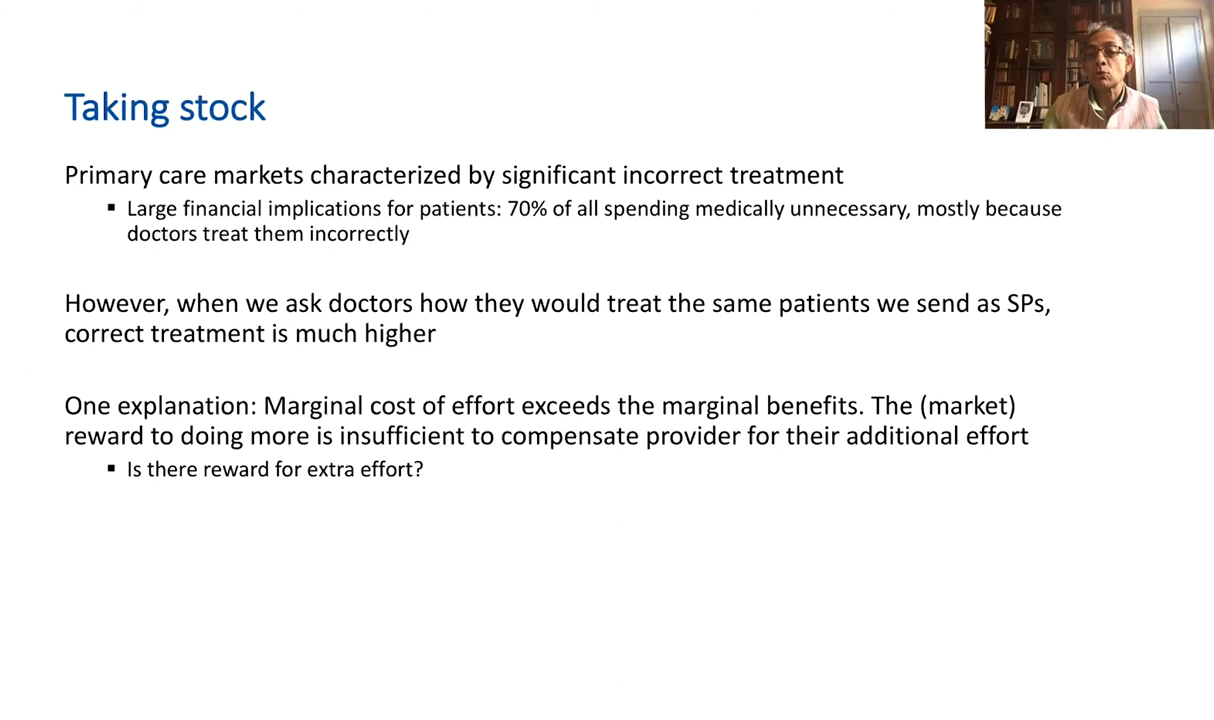 Taking stock
Primary care markets characterized by significant incorrect treatment
▪ Large financial implications for patients: 70% of all spending medically unnecessary, mostly because
doctors treat them incorrectly
However, when we ask doctors how they would treat the same patients we send as SPs,
correct treatment is much higher
One explanation: Marginal cost of effort exceeds the marginal benefits. The (market)
reward to doing more is insufficient to compensate provider for their additional effort
▪ Is there reward for extra effort?